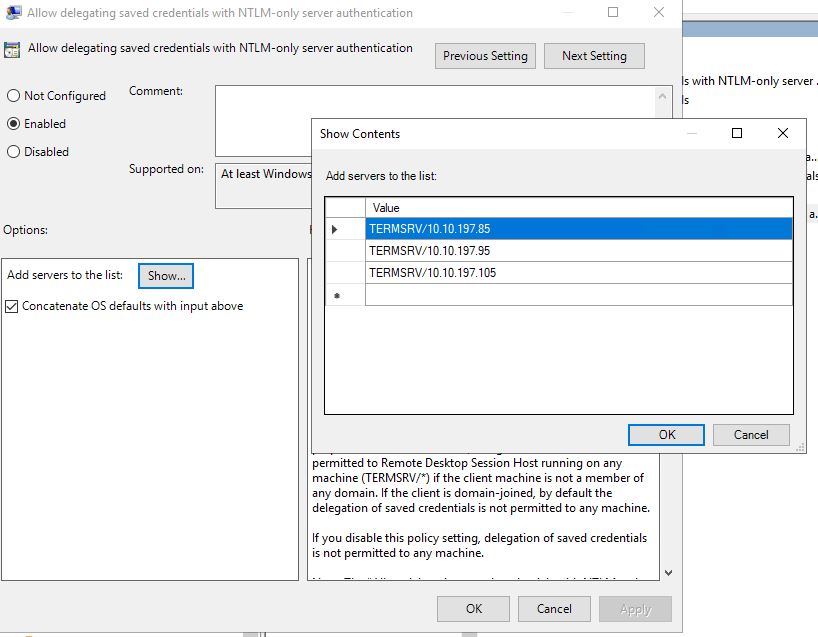 Allow delegating saved credentials with NTLM-only server authentication
Allow delegating saved credentials with NTLM-only server authentication
Previous Setting
Next Setting
Not Configured
Enabled
Disabled
Comment:
Supported on:
At least Windows
Options:
Add servers to the list:
Show...
Concatenate OS defaults with input above
with NTLM-only server
Show Contents
Add servers to the list:
Value
TERMSRV/10.10.197.85
TERMSRV/10.10.197.95
TERMSRV/10.10.197.105
OK
Cancel
permitted to Remote Desktop Session Host running on any
machine (TERMSRV/*) if the client machine is not a member of
any domain. If the client is domain-joined, by default the
delegation of saved credentials is not permitted to any machine.
If you disable this policy setting, delegation of saved credentials
is not permitted to any machine.
OK
Cancel
Apply